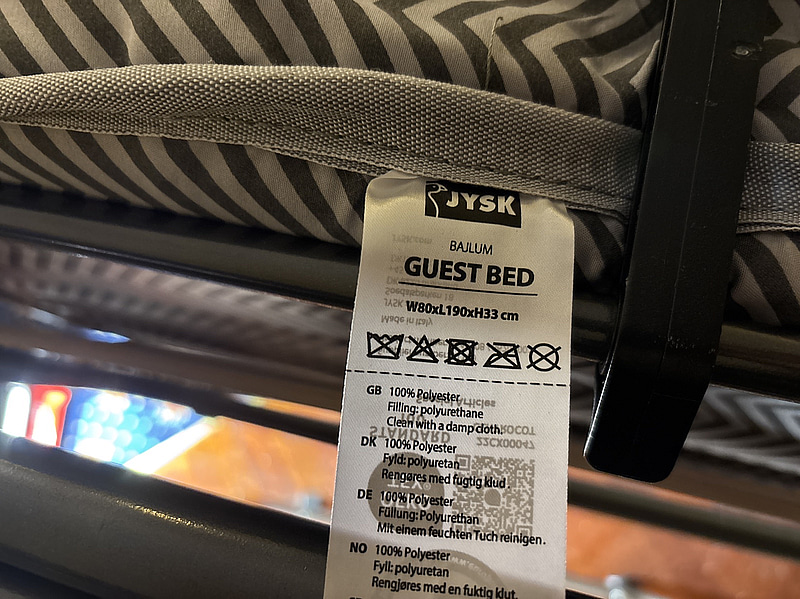 JYSK
BAJLUM
GUEST BED
W80xL190xH33 cm
GB 100% Polyester
Filling: polyurethane
Clean with a damp cloth.
DK 100% Polyester
Fyld: polyuretan
Rengøres med fugtig klud
DE 100% Polyester
Füllung: Polyurethan
Mit einem feuchten Tuch reinigen.
NO 100% Polyester
Fyll: polyuretan
Rengjøres med en fuktig klut.